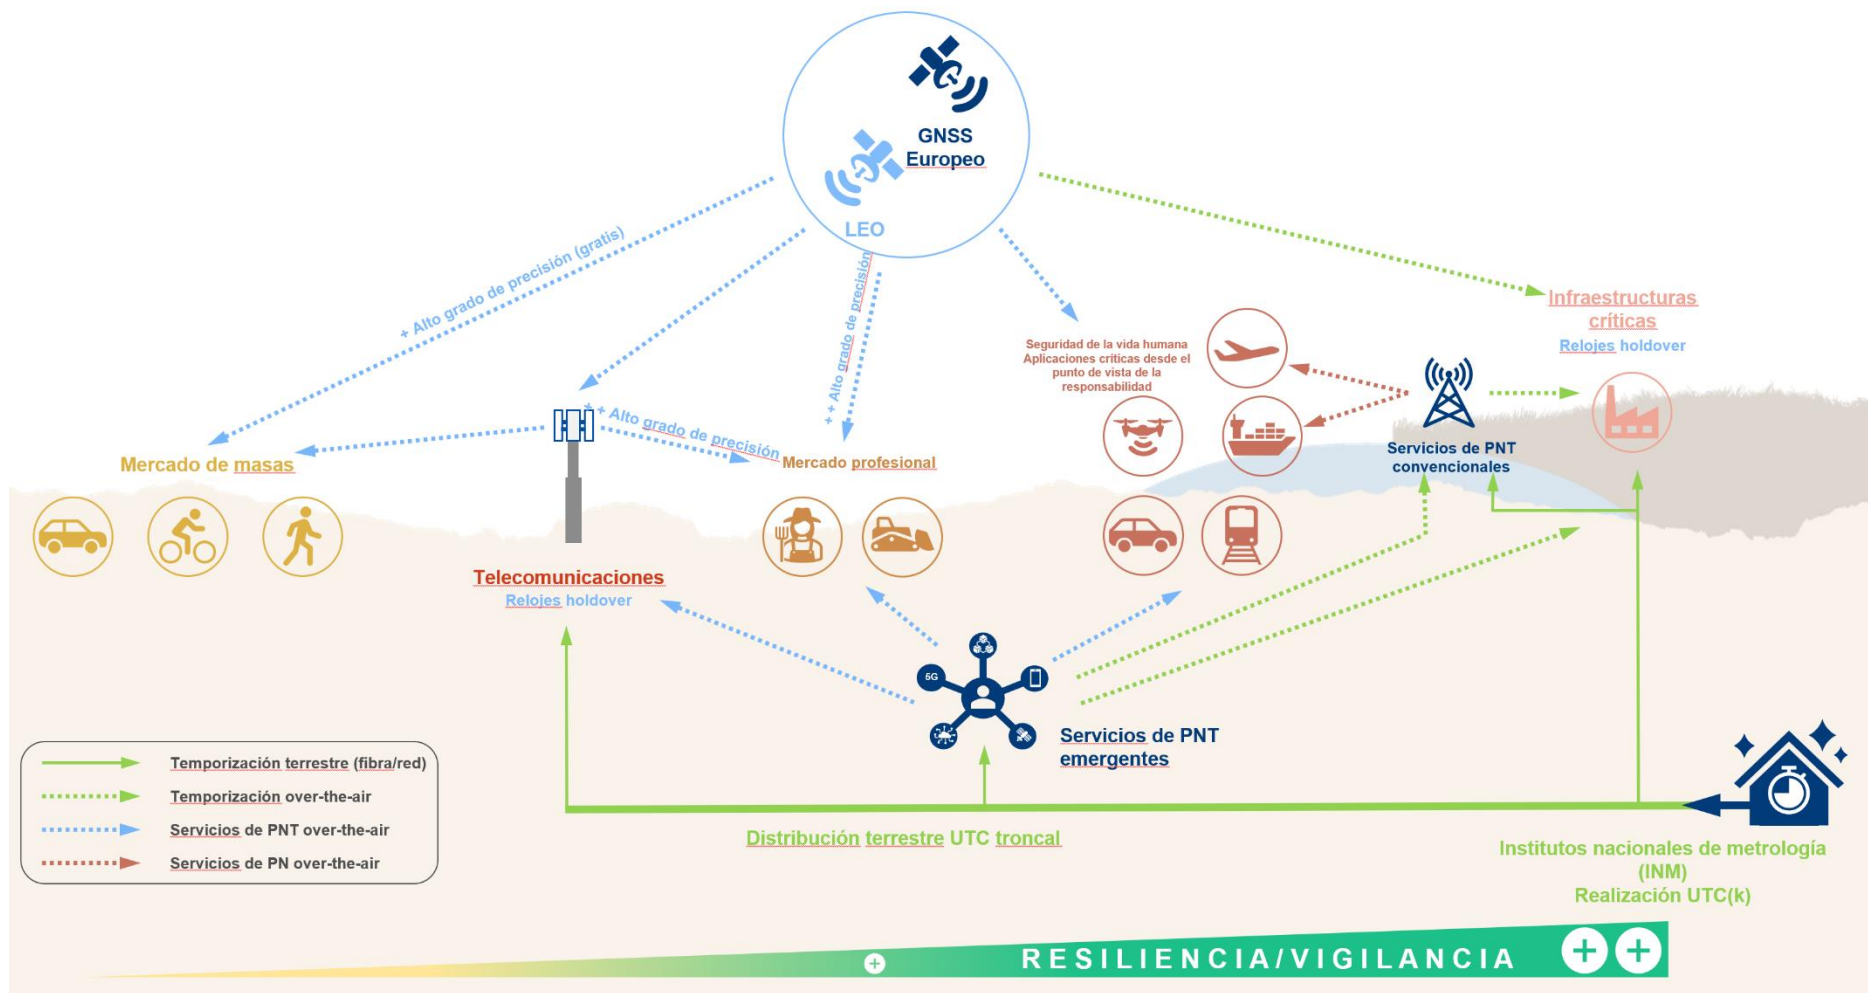 GNSS
Europeo
LEO
+ Alto grado de precisión (gratis)
+ + Alto grado de precisión
+ + Alto grado de precisión
Infraestructuras
críticas
Relojes holdover
Seguridad de la vida humana
Aplicaciones críticas desde el
punto de vista de la
responsabilidad
Servicios de PNT
convencionales
Mercado de masas
Mercado profesional
Telecomunicaciones
Relojes holdover
5G
Servicios de PNT
emergentes
Temporización terrestre (fibra/red)
Temporización over-the-air
Servicios de PNT over-the-air
Servicios de PN over-the-air
Distribución terrestre UTC troncal
Institutos nacionales de metrología
(INM)
Realización UTC(k)
+ RESILIENCIA/VIGILANCIA + +